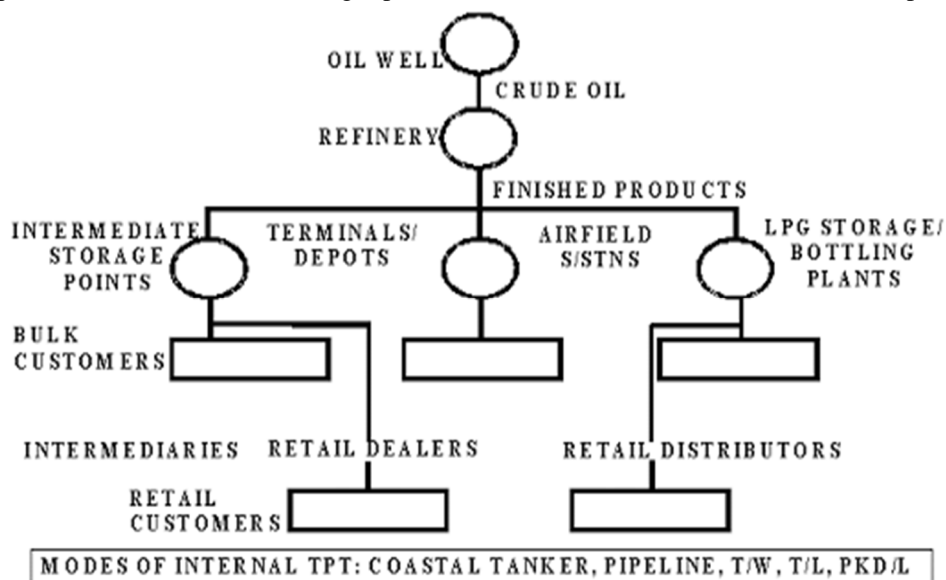 OIL WELL
CRUDE OIL
REFINERY
FINISHED PRODUCTS
INTERMEDIATE
STORAGE
POINTS
TERMINALS/
DEPOTS
AIRFIELD
S/STNS
LPG STORAGE/
BOTTLING
PLANTS
BULK
CUSTOMERS
INTERMEDIARIES
RETAIL DEALERS
RETAIL DISTRIBUTORS
RETAIL
CUSTOMERS
MODES OF INTERNAL TPT: COASTAL TANKER, PIPELINE, T/W, T/L, PKD/L